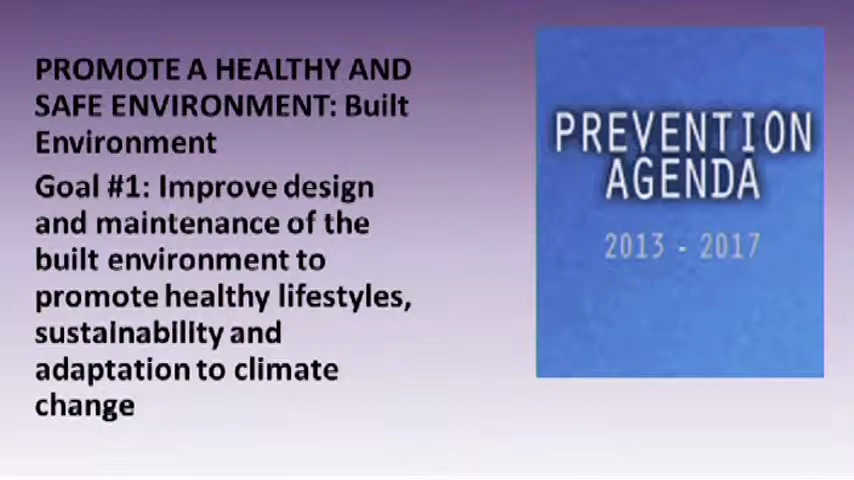 PROMOTE A HEALTHY AND
SAFE ENVIRONMENT: Built
Environment
Goal #1: Improve design
and maintenance of the
built environment to
promote healthy lifestyles,
sustainability and
adaptation to climate
change
PREVENTION
AGENDA
2013 - 2017